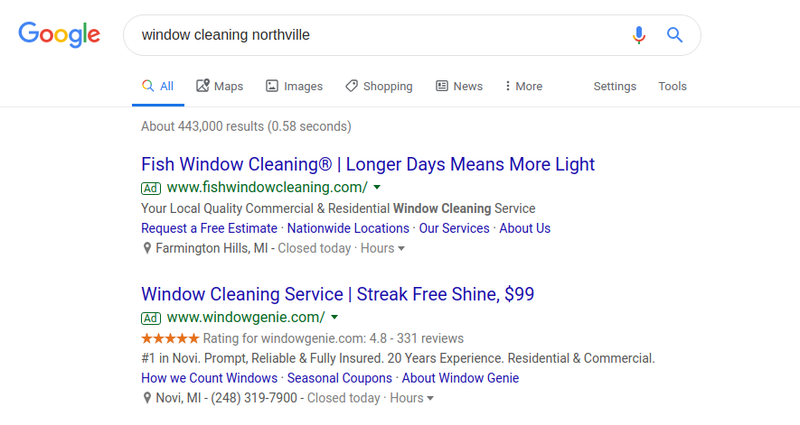 Google
window cleaning northville
All Maps Images Shopping News More Settings Tools
About 443,000 results (0.58 seconds)
Fish Window Cleaning® | Longer Days Means More Light
Ad www.fishwindowcleaning.com/
Your Local Quality Commercial & Residential Window Cleaning Service
Request a Free Estimate · Nationwide Locations · Our Services · About Us
Farmington Hills, MI - Closed today · Hours
Window Cleaning Service | Streak Free Shine, $99
Ad www.windowgenie.com/
Rating for windowgenie.com: 4.8 - 331 reviews
#1 in Novi. Prompt, Reliable & Fully Insured. 20 Years Experience. Residential & Commercial.
How we Count Windows · Seasonal Coupons · About Window Genie
Novi, MI - (248) 319-7900 - Closed today · Hours